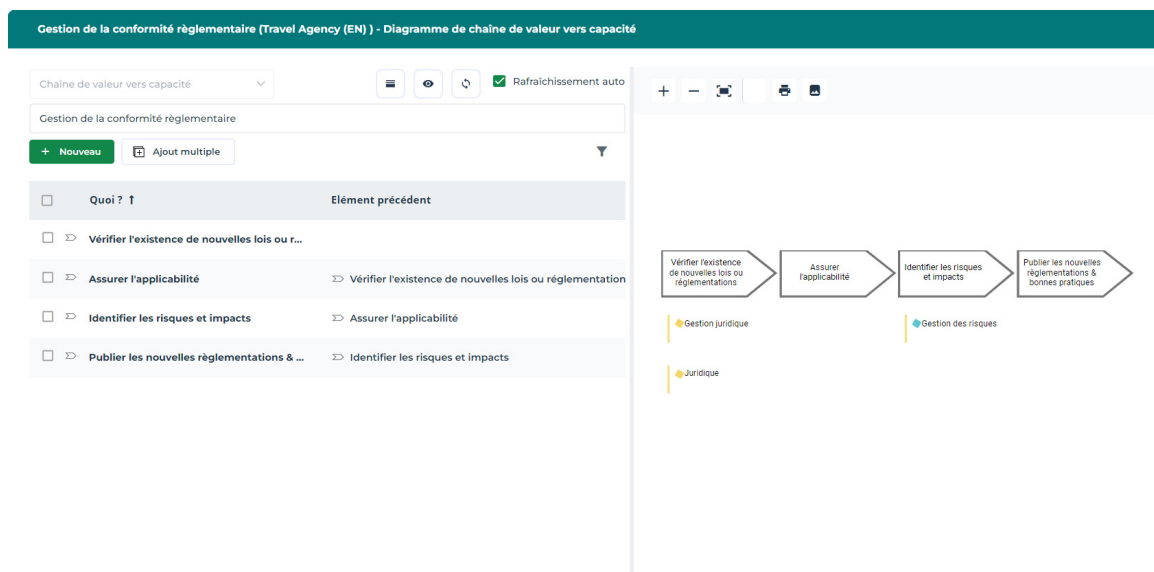 Gestion de la conformité règlementaire (Travel Agency (EN) ) - Diagramme de chaîne de valeur vers capacité
Chaîne de valeur vers capacité
Rafraîchissement auto
Gestion de la conformité règlementaire
+ Nouveau
Ajout multiple
Quoi ? ↑
Elément précédent
Vérifier l'existence de nouvelles lois ou r...
Assurer l'applicabilité
Vérifier l'existence de nouvelles lois ou réglementation
Identifier les risques et impacts
Assurer l'applicabilité
Publier les nouvelles règlementations & ...
Identifier les risques et impacts
Vérifier l'existence
de nouvelles lois ou
réglementations
Assurer
l'applicabilité
Identifier les risques
et impacts
Publier les nouvelles
règlementations &
bonnes pratiques
Gestion juridique
Gestion des risques
Juridique